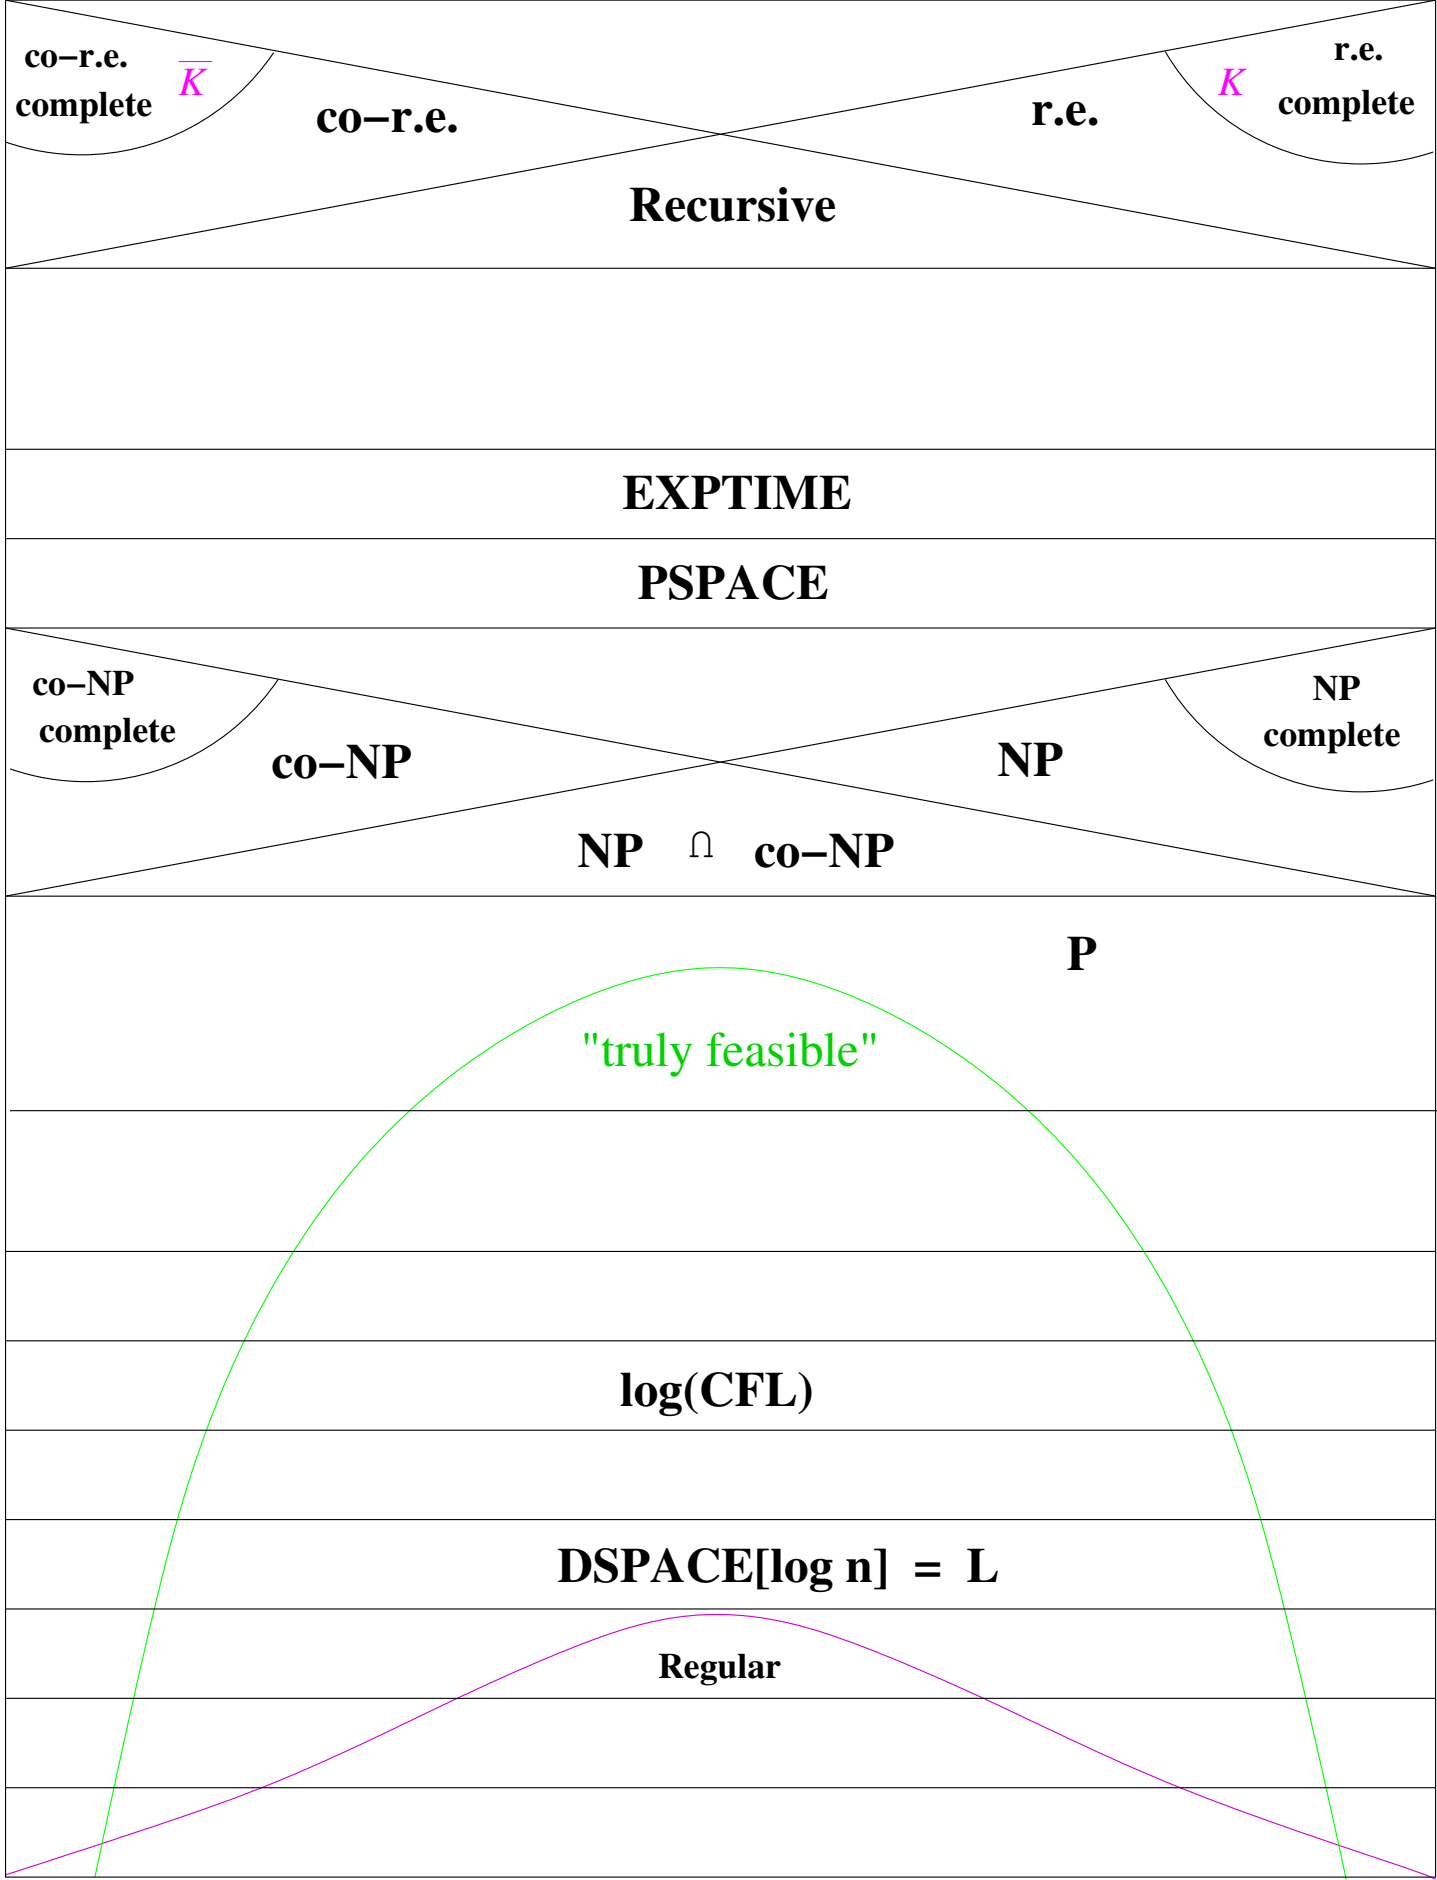 co–r.e.
complete
K
co–r.e.
r.e.
K
r.e.
complete
Recursive
EXPTIME
PSPACE
co–NP
complete
co–NP
NP
NP
complete
NP ∩ co–NP
P
"truly feasible"
log(CFL)
DSPACE[log n] = L
Regular